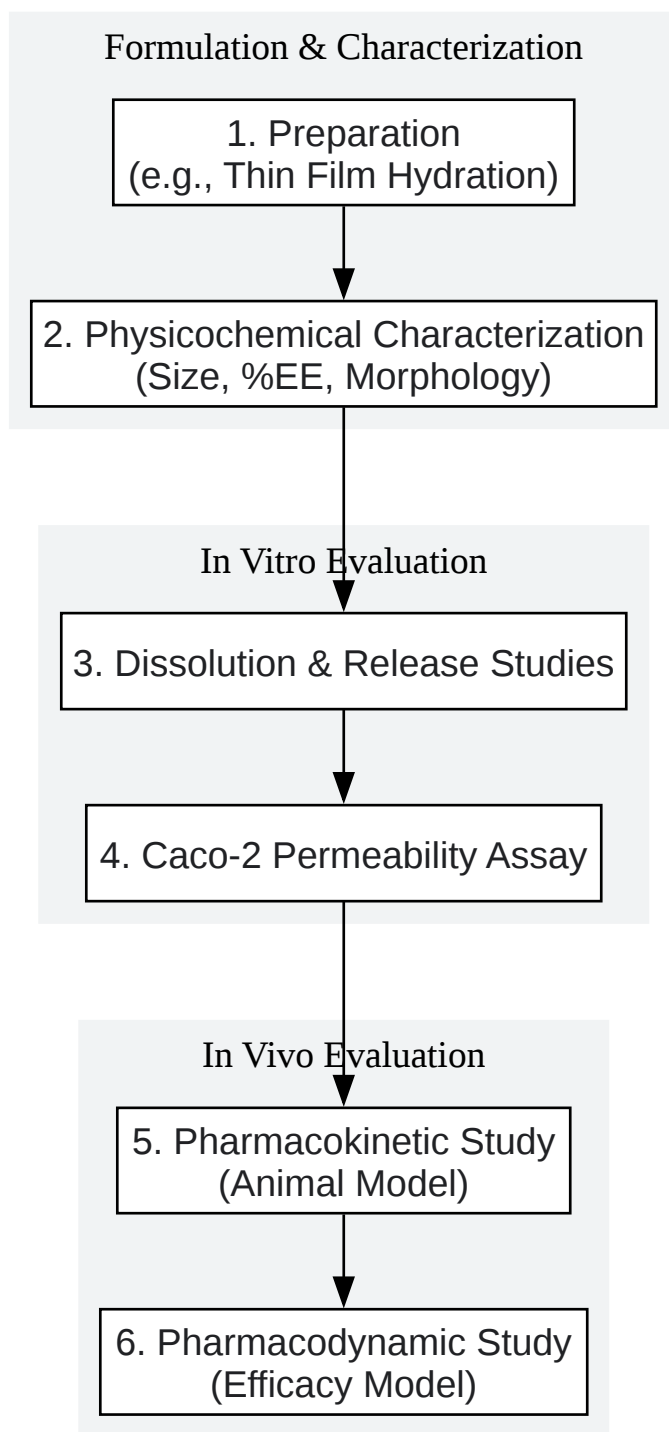 Formulation & Characterization
1. Preparation
(e.g., Thin Film Hydration)
2. Physicochemical Characterization
(Size, %EE, Morphology)
In Vitro Evaluation
3. Dissolution & Release Studies
4. Caco-2 Permeability Assay
In Vivo Evaluation
5. Pharmacokinetic Study
(Animal Model)
6. Pharmacodynamic Study
(Efficacy Model)